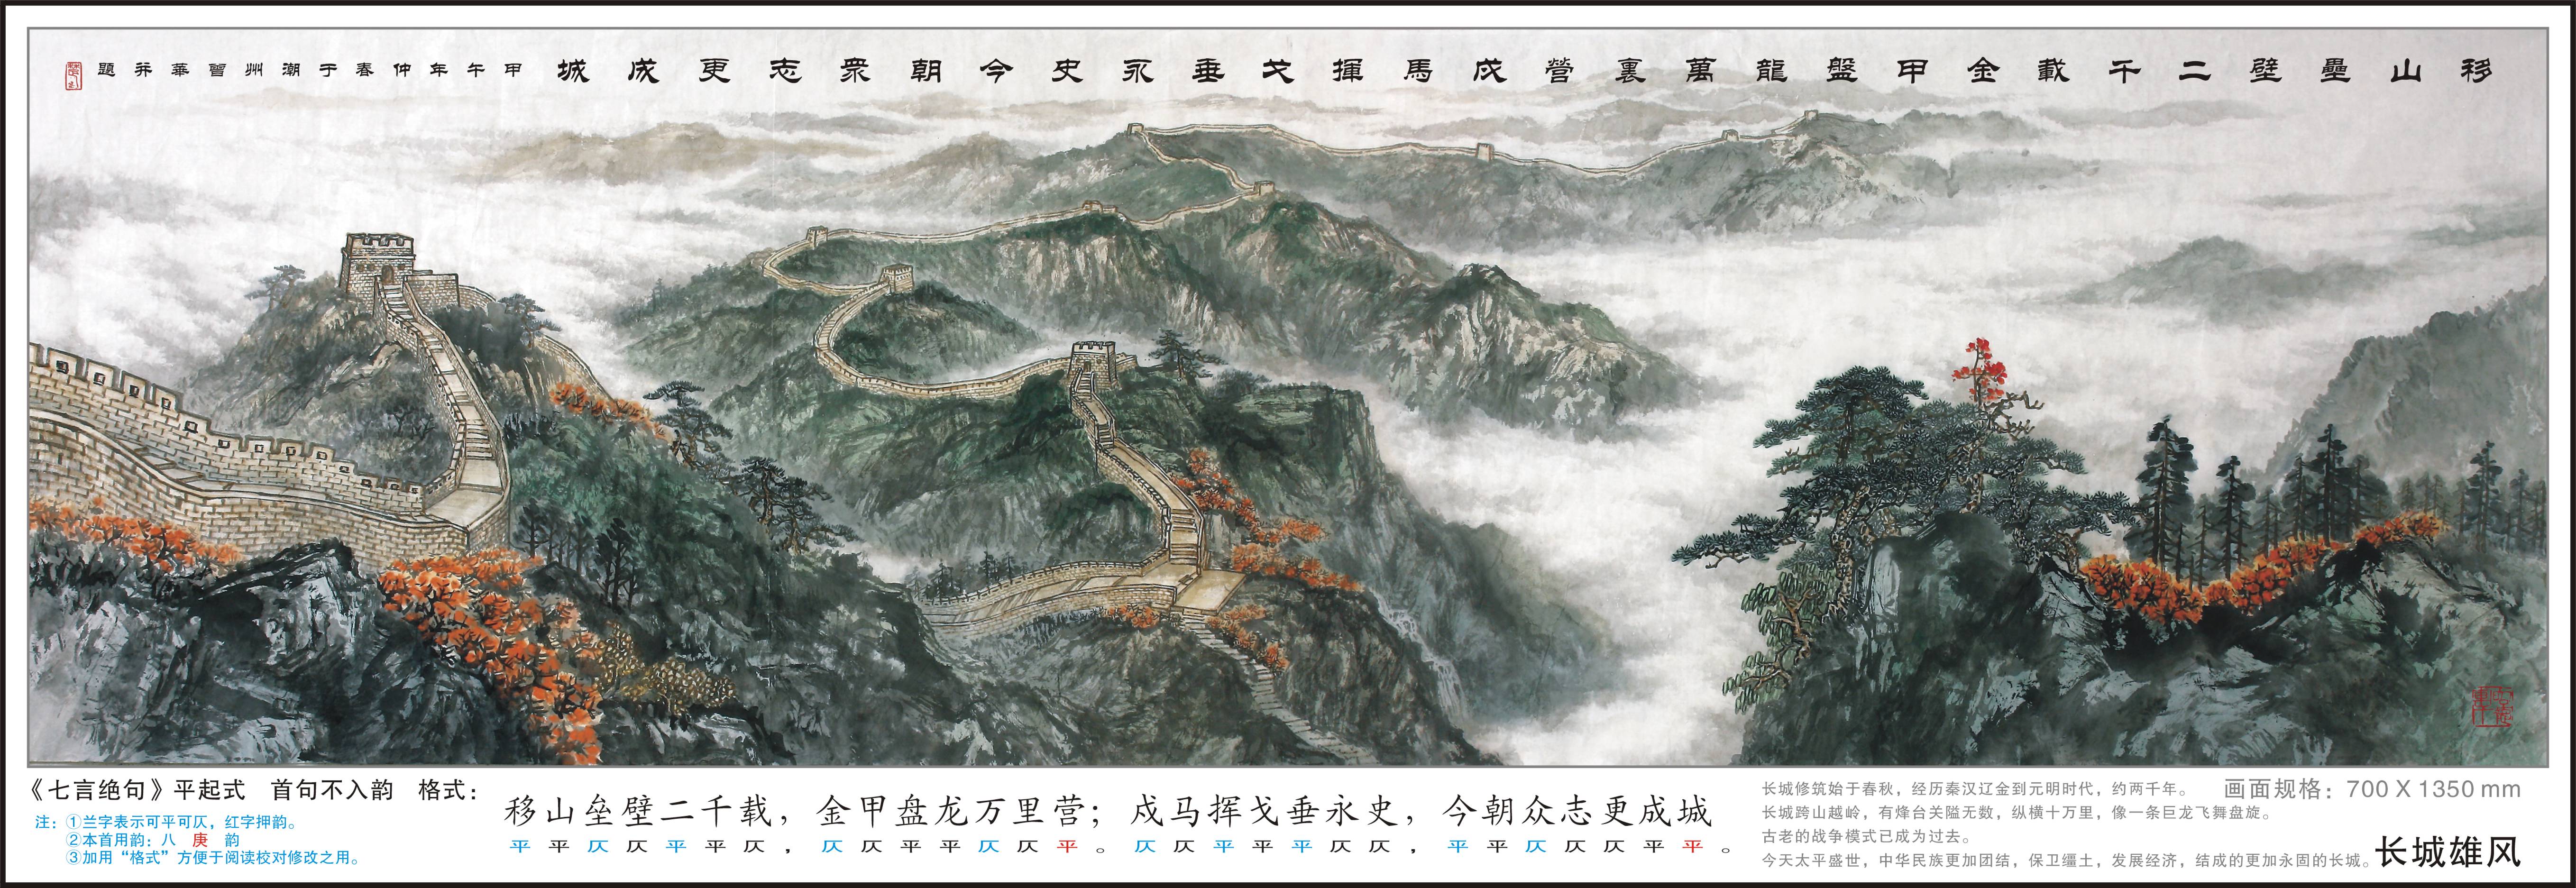 移山壘壁二千載金甲盤龍萬裏營戍馬揮戈垂永史今朝衆志更成城 甲午年仲春于潮州曾華并題
《七言绝句》平起式 首句不入韵 格式：
注：①兰字表示可平可仄，红字押韵。
②本首用韵：八 庚 韵
③加用“格式”方便于阅读校对修改之用。
移山垒壁二千载，金甲盘龙万里营；戍马挥戈垂永史，今朝众志更成城
平平仄仄平平仄，仄仄平平仄仄平。仄仄平平平仄仄，平平仄仄仄平平。
长城修筑始于春秋，经历秦汉辽金到元明时代，约两千年。
长城跨山越岭，有烽台关隘无数，纵横十万里，像一条巨龙飞舞盘旋。
古老的战争模式已成为过去。
今天太平盛世，中华民族更加团结，保卫缰土，发展经济，结成的更加永固的长城。
画面规格：700 X 1350 mm
长城雄风